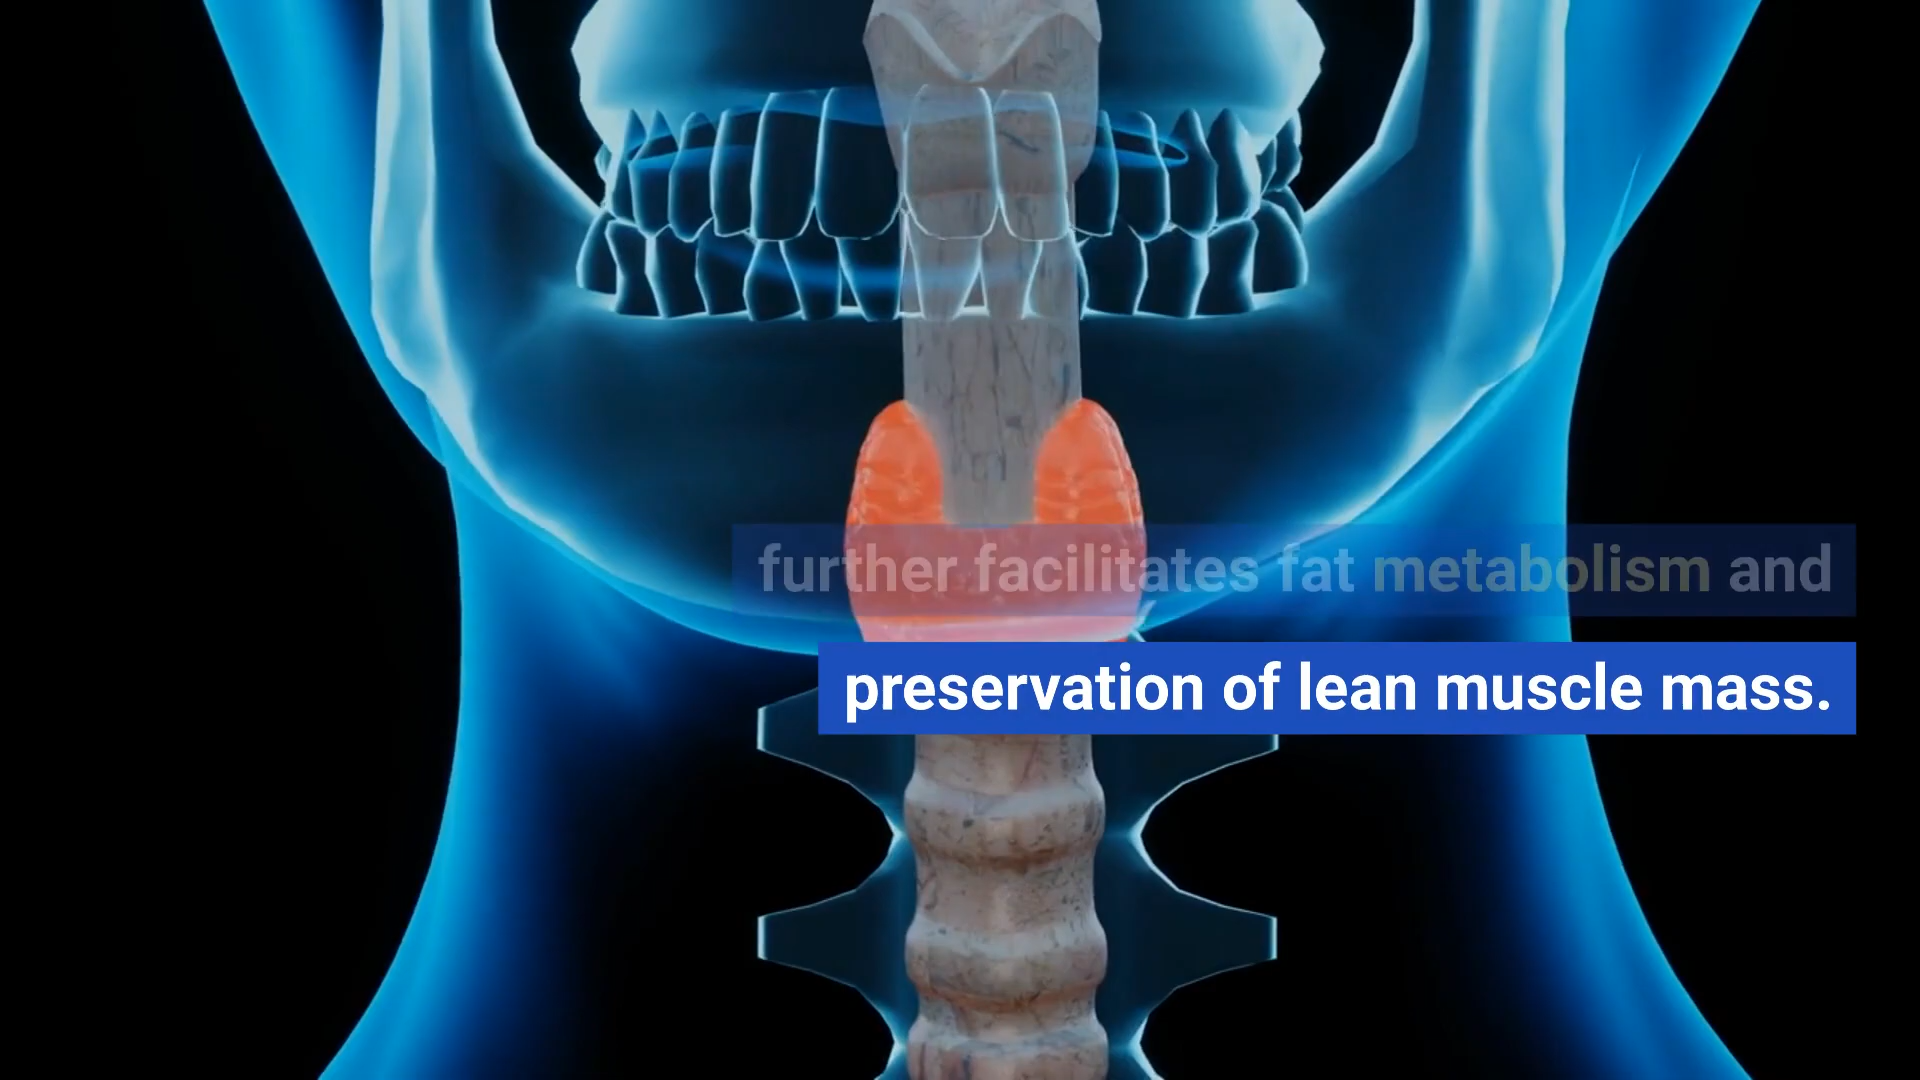 further facilitates fat metabolism and
preservation of lean muscle mass.